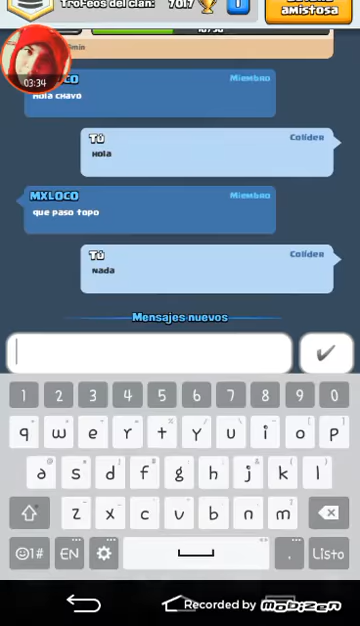 Trofeos del clan: 7017
1
amistosa
03:34
Miembro
Hola chavo
Tú
Colíder
Hola
MXLOCO
Miembro
que paso topo
Tú
Colíder
Nada
Mensajes nuevos
1 2 3 4 5 6 7 8 9 0
q w e r t y u i o p
a s d f g h j k l
z x c v b n m
1# EN . Listo
Recorded by mobizen